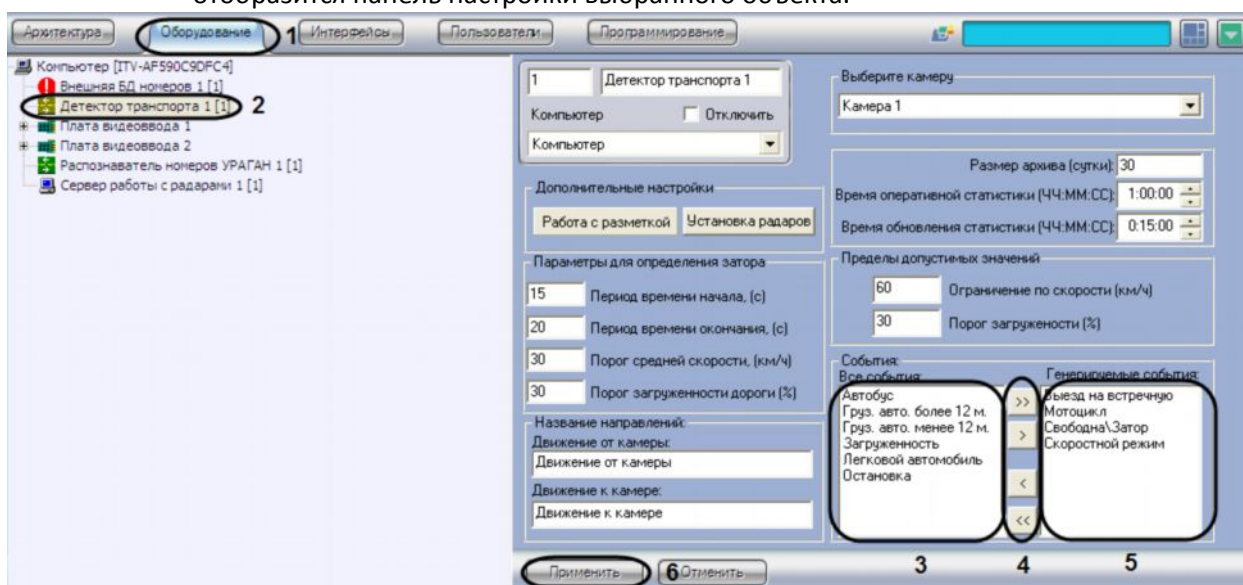 отобразится панель настройки выбранного объекта.
Архитектура Оборудование 1 Интерфейсы Пользователи Программирование
Компьютер [ITV-AF590C9DFC4]
Внешняя БД номеров 1 [1]
Детектор транспорта 1 [1] 2
Плата видеоввода 1
Плата видеоввода 2
Распознаватель номеров УРАГАН 1 [1]
Сервер работы с радарами 1 [1]
1 Детектор транспорта 1
Компьютер Отключить
Компьютер
Дополнительные настройки
Работа с разметкой Установка радаров
Параметры для определения затора
15 Период времени начала, (с)
20 Период времени окончания, (с)
30 Порог средней скорости, (км/ч)
30 Порог загруженности дороги (%)
Название направлений:
Движение от камеры:
Движение от камеры
Движение к камере:
Движение к камере
Выберите камеру
Камера 1
Размер архива (сутки): 30
Время оперативной статистики (ЧЧ:ММ:СС): 1:00:00
Время обновления статистики (ЧЧ:ММ:СС): 0:15:00
Пределы допустимых значений
60 Ограничение по скорости (км/ч)
30 Порог загружености (%)
События:
Все события: Генерируемые события:
Автобус
Груз. авто. более 12 м.
Груз. авто. менее 12 м.
Загруженность
Легковой автомобиль
Остановка
>>
>
<
<<
Выезд на встречную
Мотоцикл
Свободна\Затор
Скоростной режим
3 4 5
Применить 6 Отменить